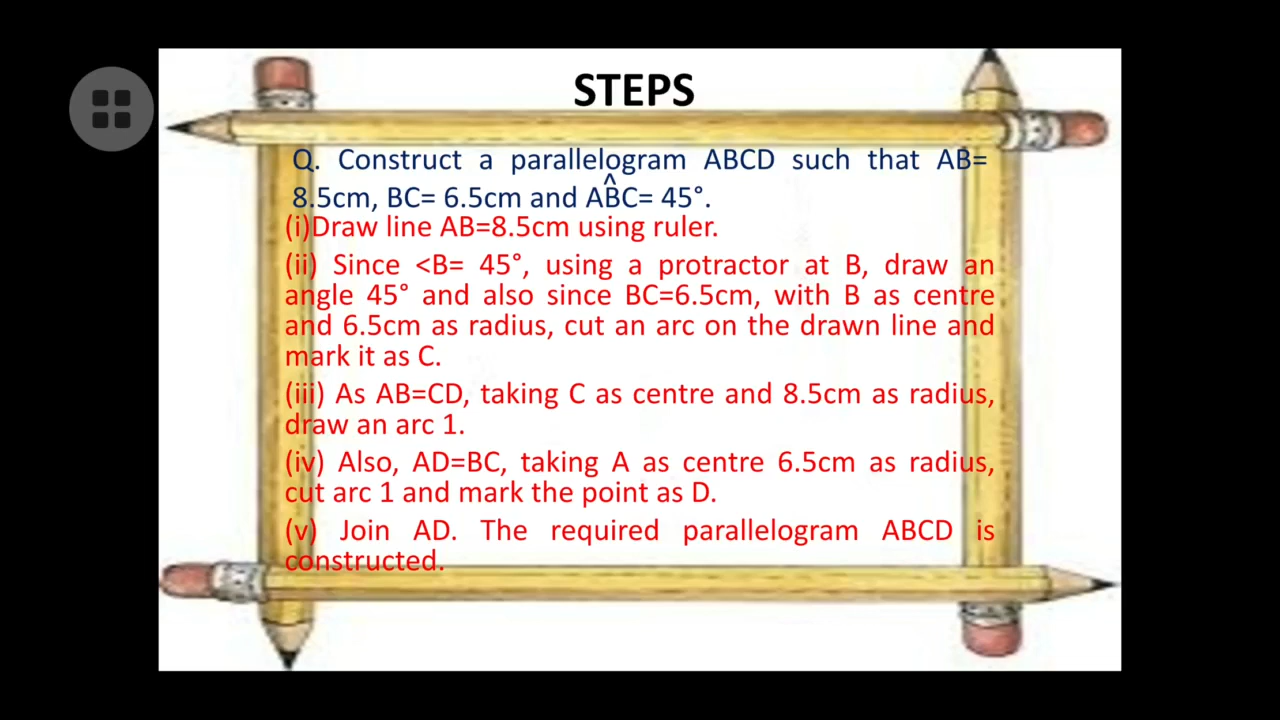 STEPS
Q. Construct a parallelogram ABCD such that AB=
8.5cm, BC= 6.5cm and AB̂C= 45°.
(i)Draw line AB=8.5cm using ruler.
(ii) Since <B= 45°, using a protractor at B, draw an
angle 45° and also since BC=6.5cm, with B as centre
and 6.5cm as radius, cut an arc on the drawn line and
mark it as C.
(iii) As AB=CD, taking C as centre and 8.5cm as radius,
draw an arc 1.
(iv) Also, AD=BC, taking A as centre 6.5cm as radius,
cut arc 1 and mark the point as D.
(v) Join AD. The required parallelogram ABCD is
constructed.